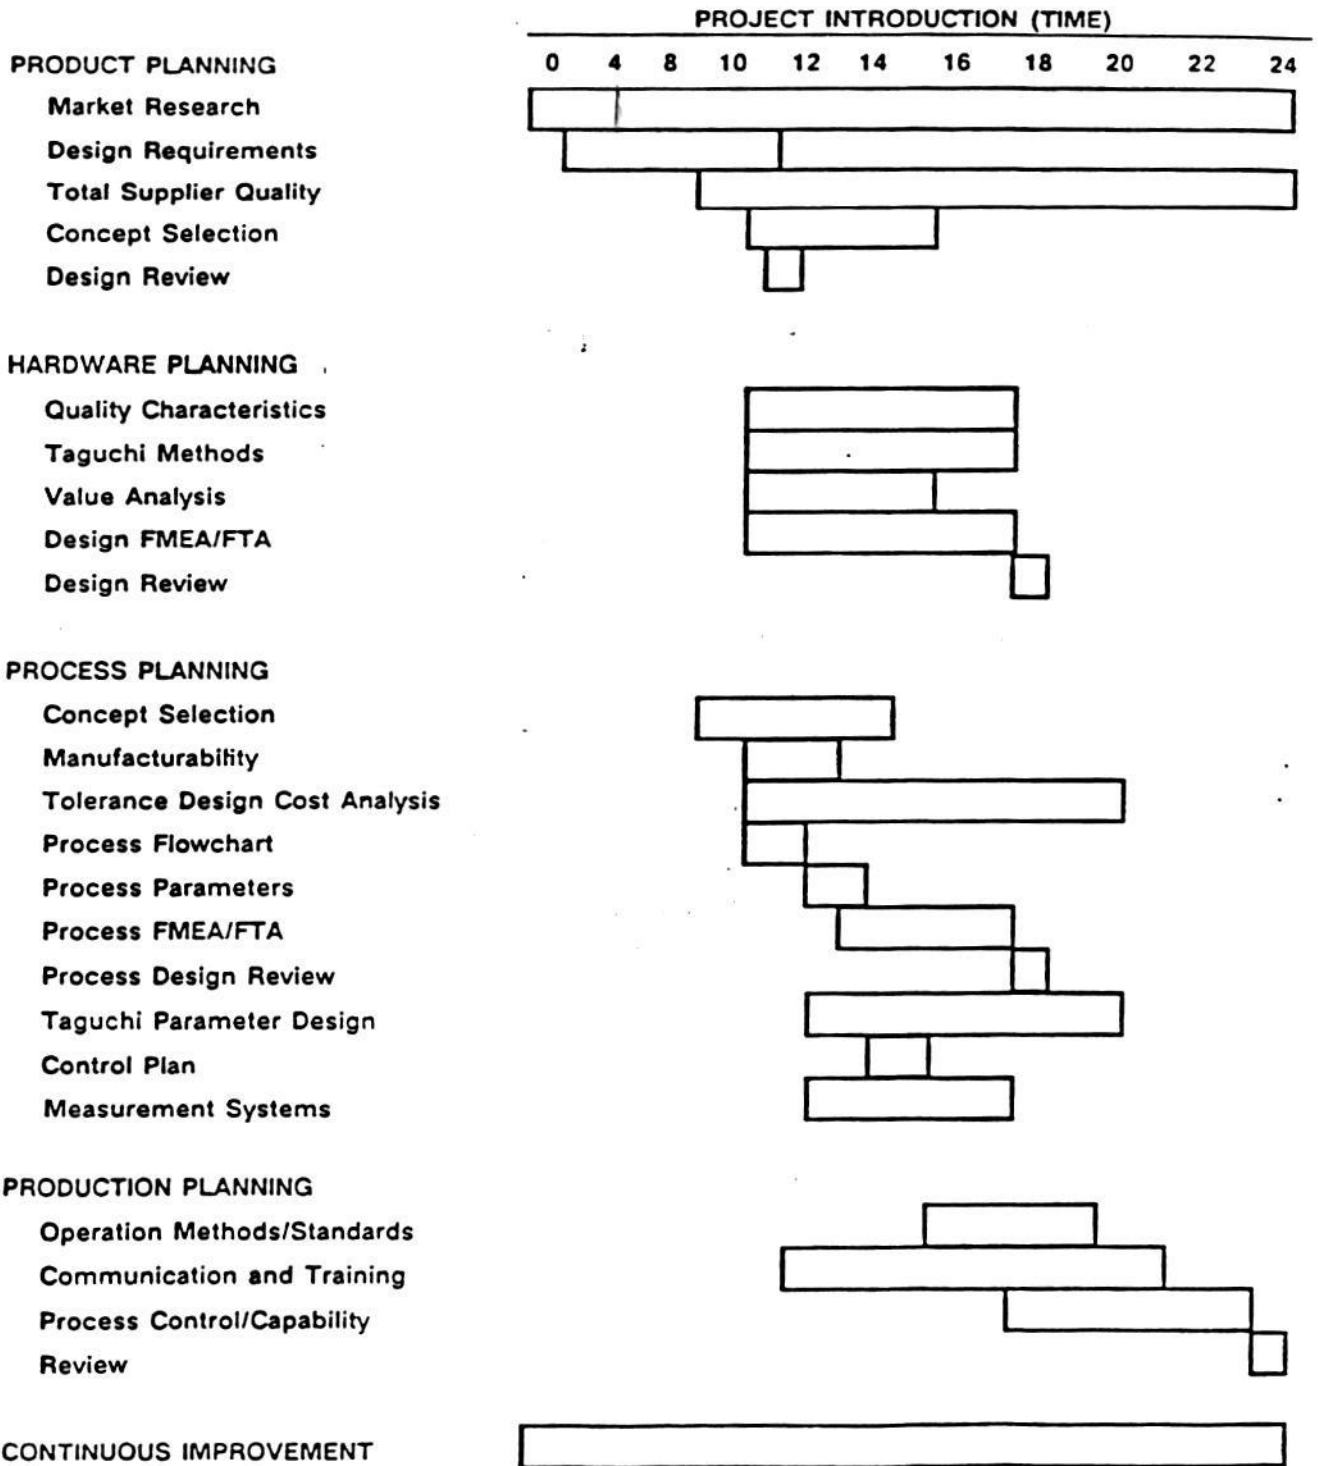 PROJECT INTRODUCTION (TIME)
PRODUCT PLANNING 0 4 8 10 12 14 16 18 20 22 24
Market Research
Design Requirements
Total Supplier Quality
Concept Selection
Design Review
HARDWARE PLANNING
Quality Characteristics
Taguchi Methods
Value Analysis
Design FMEA/FTA
Design Review
PROCESS PLANNING
Concept Selection
Manufacturability
Tolerance Design Cost Analysis
Process Flowchart
Process Parameters
Process FMEA/FTA
Process Design Review
Taguchi Parameter Design
Control Plan
Measurement Systems
PRODUCTION PLANNING
Operation Methods/Standards
Communication and Training
Process Control/Capability
Review
CONTINUOUS IMPROVEMENT